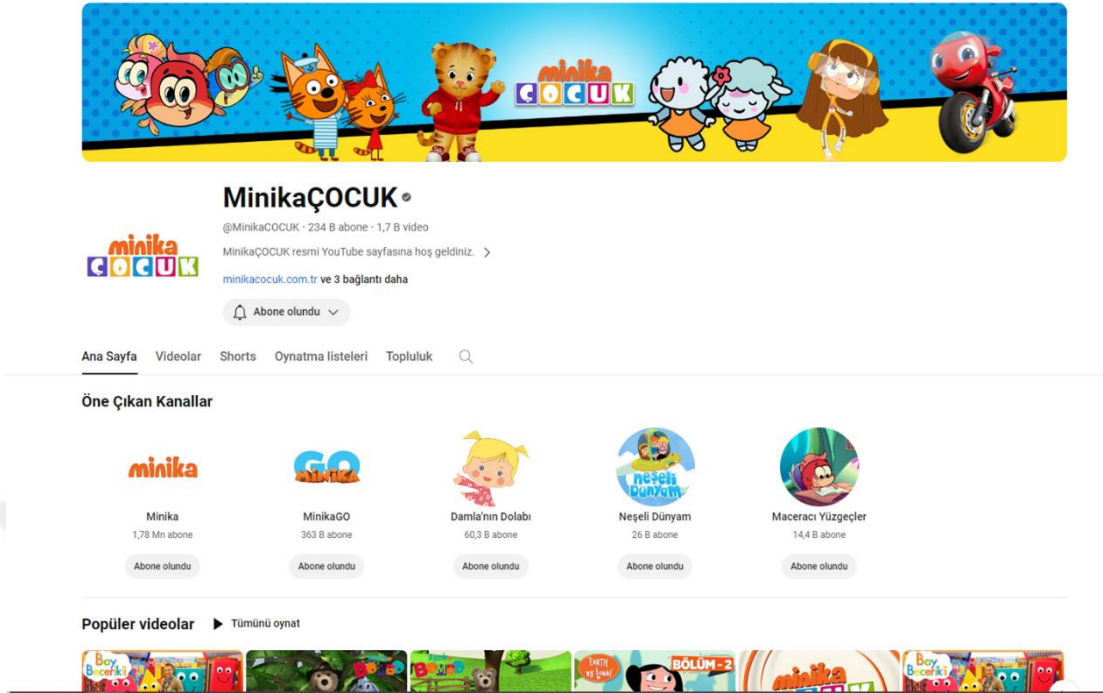 minika
ÇOCUK
MinikaÇOCUK
@MinikaCOCUK · 234 B abone · 1,7 B video
minika
ÇOCUK
MinikaÇOCUK resmi YouTube sayfasına hoş geldiniz.
minikacocuk.com.tr ve 3 bağlantı daha
Abone olundu
Ana Sayfa Videolar Shorts Oynatma listeleri Topluluk
Öne Çıkan Kanallar
minika GO MINIKA neşeli DÜNYAM
Minika MinikaGO Damla'nın Dolabı Neşeli Dünyam Maceracı Yüzgeçler
1,78 Mn abone 363 B abone 60,3 B abone 26 B abone 14,4 B abone
Abone olundu Abone olundu Abone olundu Abone olundu Abone olundu
Popüler videolar Tümünü oynat
Bay Becerikli EARTH TO LUNA! BÖLÜM - 2 minika Bay Becerikli